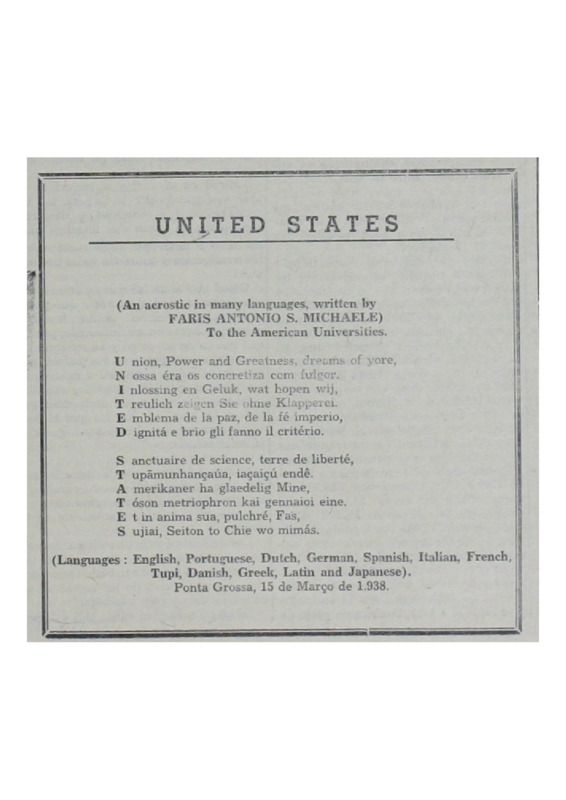 UNITED STATES
(An acrostic in many languages, written by
FARIS ANTONIO S. MICHAELE)
To the American Universities.
U nion, Power and Greatness, dreams of yore,
N ossa éra os concretiza com fulgor.
I nlossing en Geluk, wat hopen wij,
T reulich zeigen Sie ohne Klapperei.
E mblema de la paz, de la fé imperio,
D ignitá e brio gli fanno il critério.
S anctuaire de science, terre de liberté,
T upãmunhançaúa, iaçaiçú endê.
A merikaner ha glaedelig Mine,
T óson metriophron kai gennaioi eine.
E t in anima sua, pulchré, Fas,
S ujiai, Seiton to Chie wo mimás.
(Languages : English, Portuguese, Dutch, German, Spanish, Italian, French,
Tupi, Danish, Greek, Latin and Japanese).
Ponta Grossa, 15 de Março de 1.938.